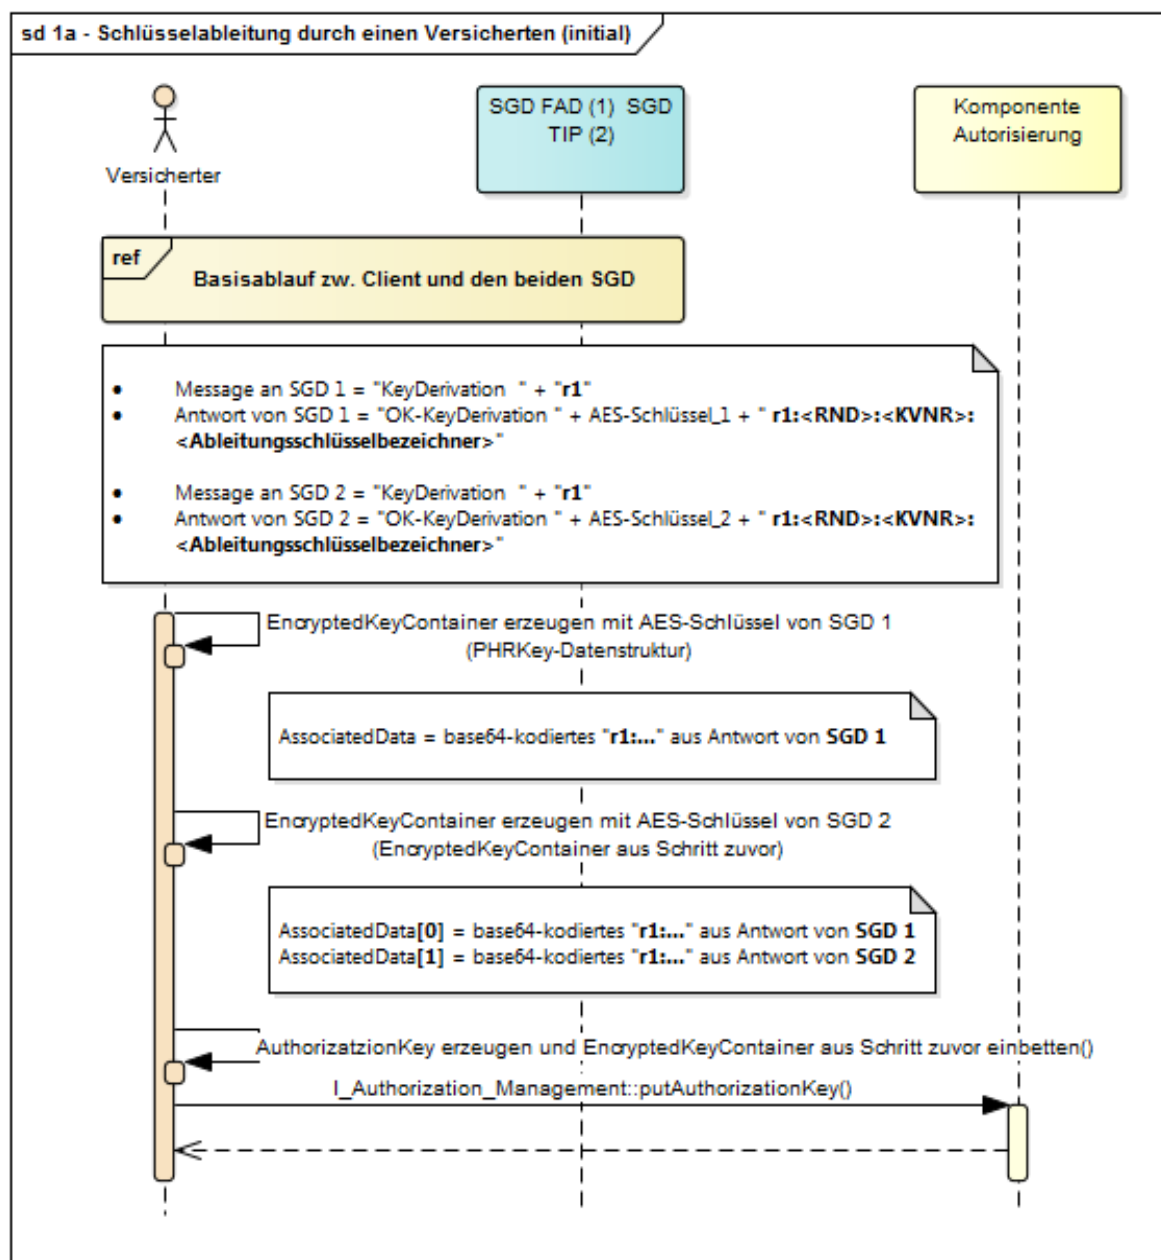 sd 1a - Schlüsselableitung durch einen Versicherten (initial)
SGD FAD (1)  SGD
TIP (2)
Komponente
Autorisierung
Versicherter
ref
Basisablauf zw. Client und den beiden SGD
• Message an SGD 1 = "KeyDerivation  " + "r1"
• Antwort von SGD 1 = "OK-KeyDerivation " + AES-Schlüssel_1 + " r1:<RND>:<KVNR>:
<Ableitungsschlüsselbezeichner>"
• Message an SGD 2 = "KeyDerivation  " + "r1"
• Antwort von SGD 2 = "OK-KeyDerivation " + AES-Schlüssel_2 + " r1:<RND>:<KVNR>:
<Ableitungsschlüsselbezeichner>"
EncryptedKeyContainer erzeugen mit AES-Schlüssel von SGD 1
(PHRKey-Datenstruktur)
AssociatedData = base64-kodiertes "r1:..." aus Antwort von SGD 1
EncryptedKeyContainer erzeugen mit AES-Schlüssel von SGD 2
(EncryptedKeyContainer aus Schritt zuvor)
AssociatedData[0] = base64-kodiertes "r1:..." aus Antwort von SGD 1
AssociatedData[1] = base64-kodiertes "r1:..." aus Antwort von SGD 2
AuthorizatzionKey erzeugen und EncryptedKeyContainer aus Schritt zuvor einbetten()
I_Authorization_Management::putAuthorizationKey()